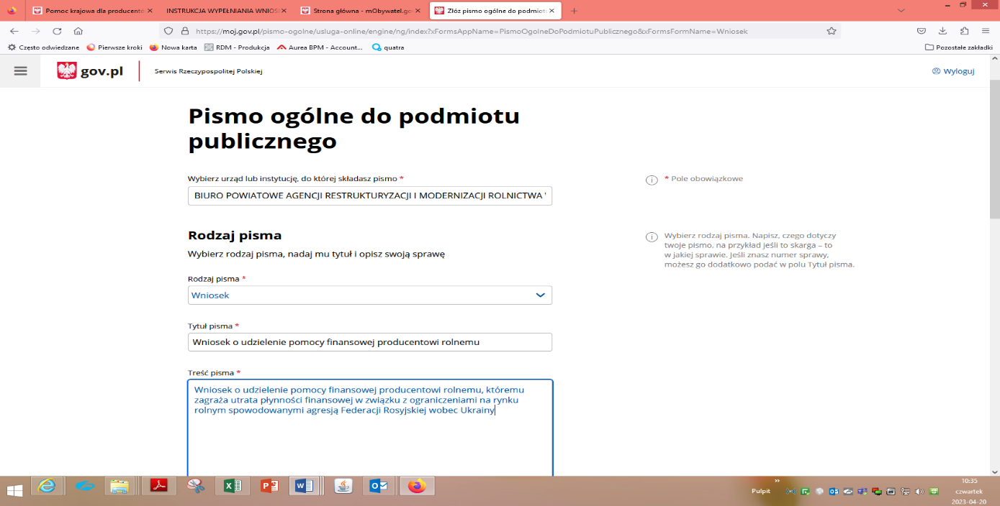 Pomoc krajowa dla producentó
INSTRUKCJA WYPEŁNIANIA WNIOS
Strona główna - mObywatel.go
Złóż pismo ogólne do podmiotu
https://moj.gov.pl/pismo-ogolne/usluga-online/engine/ng/index?xFormsAppName=PismoOgolneDoPodmiotuPublicznego&xFormsFormName=Wniosek
Często odwiedzane
Pierwsze kroki
Nowa karta
RDM - Produkcja
Aurea BPM - Account...
quatra
Pozostałe zakładki
gov.pl
Serwis Rzeczypospolitej Polskiej
Wyloguj
Pismo ogólne do podmiotu
publicznego
Wybierz urząd lub instytucję, do której składasz pismo *
* Pole obowiązkowe
BIURO POWIATOWE AGENCJI RESTRUKTURYZACJI I MODERNIZACJI ROLNICTWA
Rodzaj pisma
Wybierz rodzaj pisma, nadaj mu tytuł i opisz swoją sprawę
Wybierz rodzaj pisma. Napisz, czego dotyczy
twoje pismo, na przykład jeśli to skarga – to
w jakiej sprawie. Jeśli znasz numer sprawy,
możesz go dodatkowo podać w polu Tytuł pisma.
Rodzaj pisma *
Wniosek
Tytuł pisma *
Wniosek o udzielenie pomocy finansowej producentowi rolnemu
Treść pisma *
Wniosek o udzielenie pomocy finansowej producentowi rolnemu, któremu
zagraża utrata płynności finansowej w związku z ograniczeniami na rynku
rolnym spowodowanymi agresją Federacji Rosyjskiej wobec Ukrainy
Pulpit
10:35
czwartek
2023-04-20